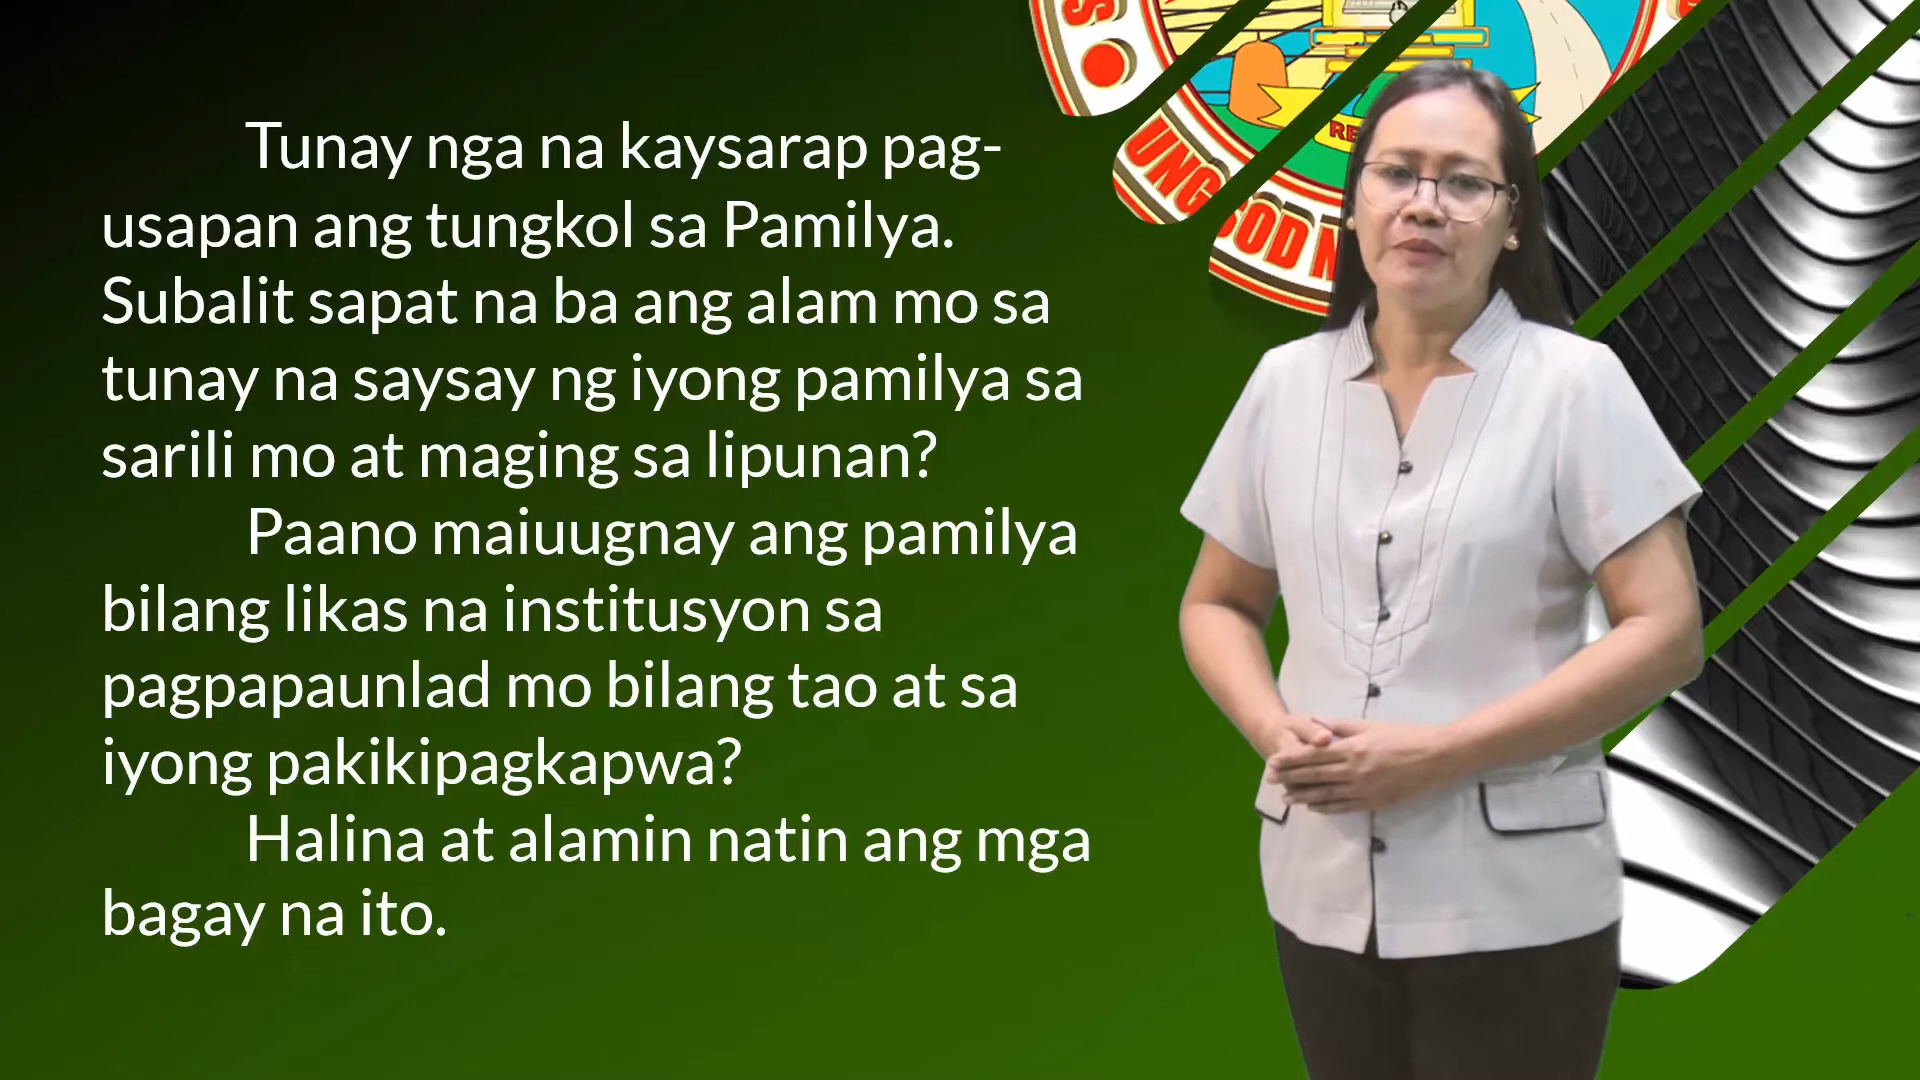 Tunay nga na kaysarap pag-
usapan ang tungkol sa Pamilya.
Subalit sapat na ba ang alam mo sa
tunay na saysay ng iyong pamilya sa
sarili mo at maging sa lipunan?
Paano maiuugnay ang pamilya
bilang likas na institusyon sa
pagpapaunlad mo bilang tao at sa
iyong pakikipagkapwa?
Halina at alamin natin ang mga
bagay na ito.